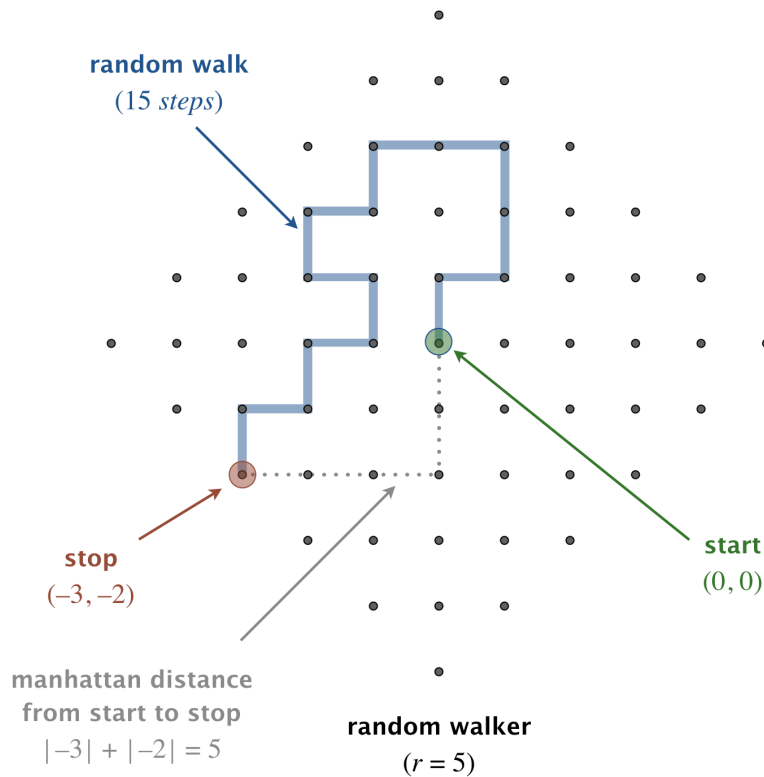 random walk
(15 steps)
stop
(–3, –2)
start
(0, 0)
manhattan distance
from start to stop
|–3| + |–2| = 5
random walker
(r = 5)